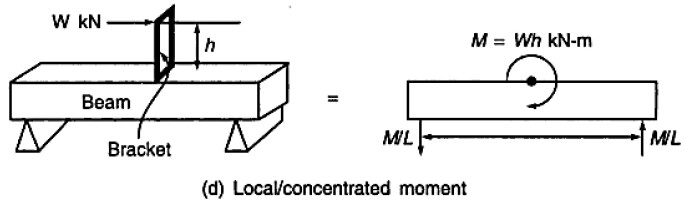 W kN
h
Beam
Bracket
=
M = Wh kN-m
M/L
M/L
(d) Local/concentrated moment